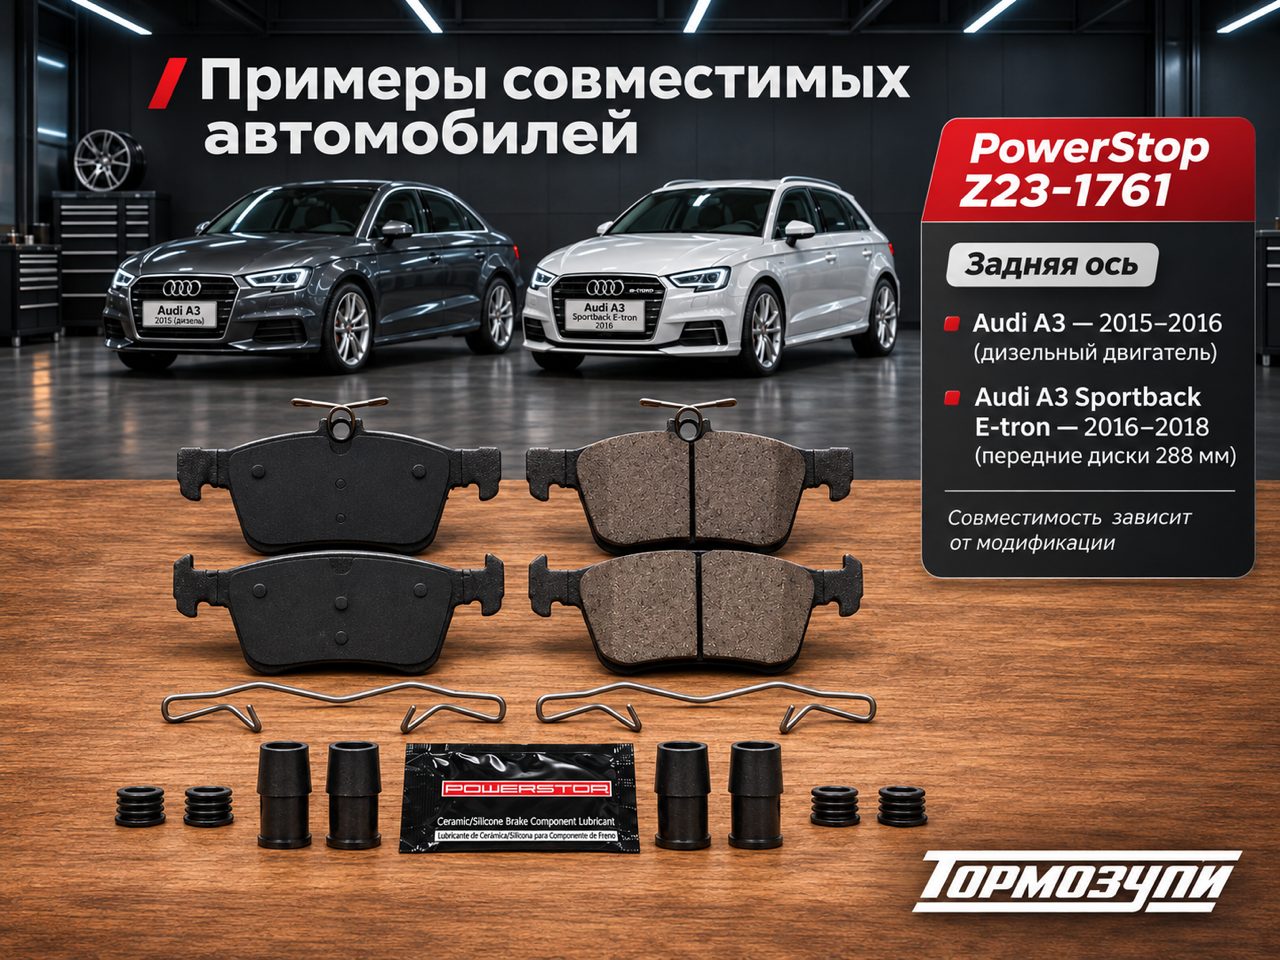 Примеры совместимых
автомобилей
PowerStop
Z23-1761
Задняя ось
Audi A3 — 2015–2016
(дизельный двигатель)
Audi A3 Sportback
E-tron — 2016–2018
(передние диски 288 мм)
Совместимость зависит
от модификации
Audi A3
2015 (дизель)
Audi A3
Sportback E-tron
2016
POWERSTOR
Ceramic/Silicone Brake Component Lubricant
Lubricante de Cerámica/Silicona para Componente de Freno
ТОРМОЗУПИ